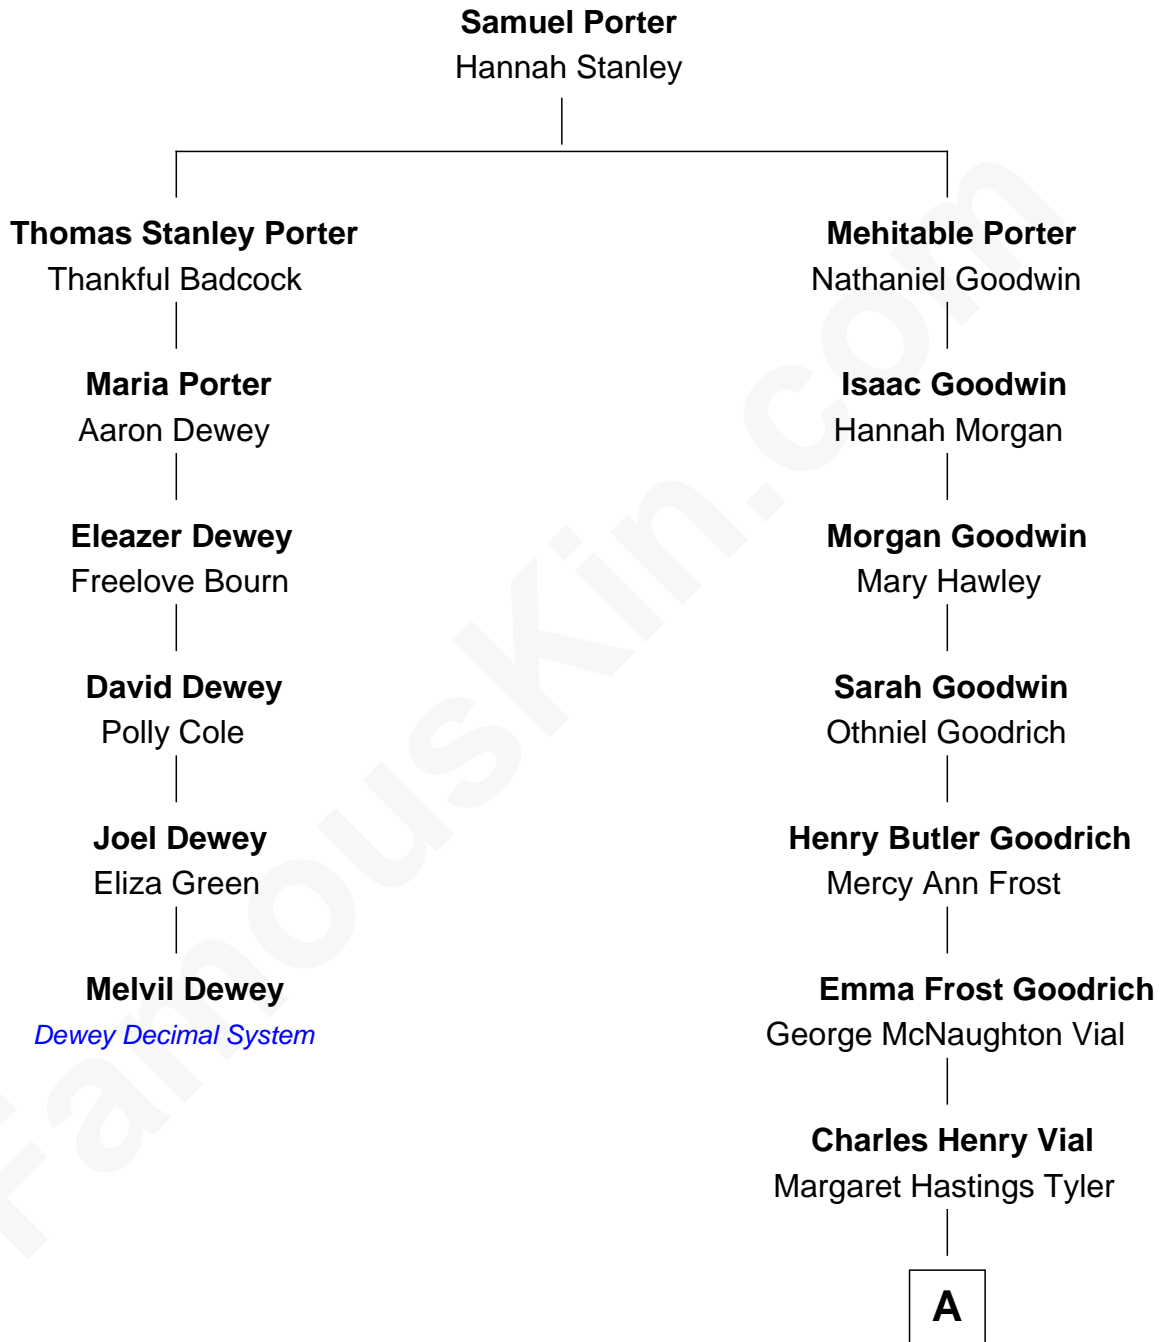 Samuel Porter
Hannah Stanley
Thomas Stanley Porter
Thankful Badcock
Maria Porter
Aaron Dewey
Eleazer Dewey
Freelove Bourn
David Dewey
Polly Cole
Joel Dewey
Eliza Green
Melvil Dewey
Dewey Decimal System
Mehitable Porter
Nathaniel Goodwin
Isaac Goodwin
Hannah Morgan
Morgan Goodwin
Mary Hawley
Sarah Goodwin
Othniel Goodrich
Henry Butler Goodrich
Mercy Ann Frost
Emma Frost Goodrich
George McNaughton Vial
Charles Henry Vial
Margaret Hastings Tyler
A
FamousKin.com